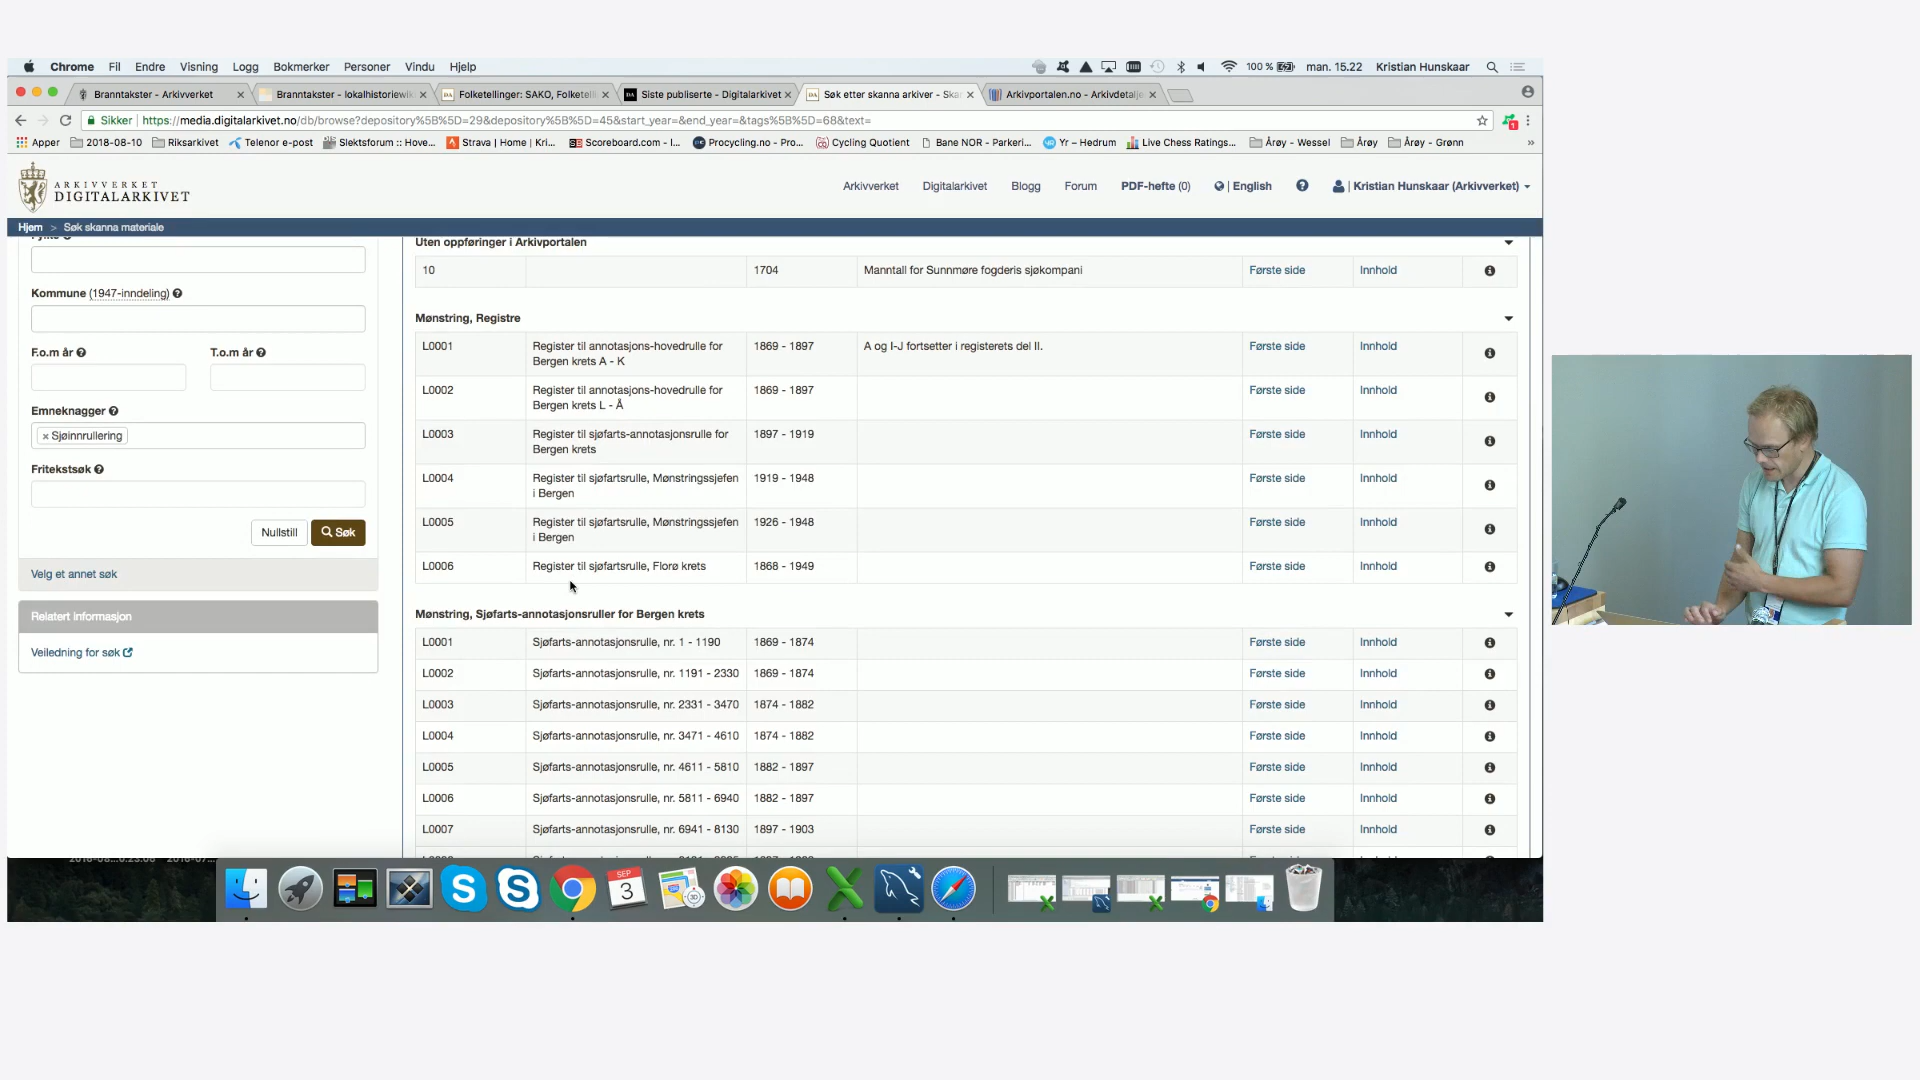 Chrome Fil Endre Visning Logg Bokmerker Personer Vindu Hjelp 100 % man. 15.22 Kristian Hunskaar
Branntakster - Arkivverket Branntakster - lokalhistoriewik Folketellinger: SAKO, Folketelli Siste publiserte - Digitalarkivet Søk etter skanna arkiver - Ska Arkivportalen.no - Arkivdetalje
Sikker https://media.digitalarkivet.no/db/browse?depository%5B%5D=29&depository%5B%5D=45&start_year=&end_year=&tags%5B%5D=68&text=
Apper 2018-08-10 Riksarkivet Telenor e-post Slektsforum :: Hove... Strava | Home | Kri... Scoreboard.com - l... Procycling.no - Pro... Cycling Quotient Bane NOR - Parkeri... Yr – Hedrum Live Chess Ratings... Årøy - Wessel Årøy Årøy - Grønn »
ARKIVVERKET
DIGITALARKIVET
Arkivverket Digitalarkivet Blogg Forum PDF-hefte (0) | English | Kristian Hunskaar (Arkivverket)
Hjem > Søk skanna materiale
Kommune (1947-inndeling)
F.o.m år T.o.m år
Emneknagger
× Sjøinnrullering
Fritekstsøk
Nullstill Søk
Velg et annet søk
Relatert informasjon
Veiledning for søk
Uten oppføringer i Arkivportalen
10 1704 Manntall for Sunnmøre fogderis sjøkompani Første side Innhold
Mønstring, Registre
L0001 Register til annotasjons-hovedrulle for Bergen krets A - K 1869 - 1897 A og I-J fortsetter i registerets del II. Første side Innhold
L0002 Register til annotasjons-hovedrulle for Bergen krets L - Å 1869 - 1897 Første side Innhold
L0003 Register til sjøfarts-annotasjonsrulle for Bergen krets 1897 - 1919 Første side Innhold
L0004 Register til sjøfartsrulle, Mønstringssjefen i Bergen 1919 - 1948 Første side Innhold
L0005 Register til sjøfartsrulle, Mønstringssjefen i Bergen 1926 - 1948 Første side Innhold
L0006 Register til sjøfartsrulle, Florø krets 1868 - 1949 Første side Innhold
Mønstring, Sjøfarts-annotasjonsruller for Bergen krets
L0001 Sjøfarts-annotasjonsrulle, nr. 1 - 1190 1869 - 1874 Første side Innhold
L0002 Sjøfarts-annotasjonsrulle, nr. 1191 - 2330 1869 - 1874 Første side Innhold
L0003 Sjøfarts-annotasjonsrulle, nr. 2331 - 3470 1874 - 1882 Første side Innhold
L0004 Sjøfarts-annotasjonsrulle, nr. 3471 - 4610 1874 - 1882 Første side Innhold
L0005 Sjøfarts-annotasjonsrulle, nr. 4611 - 5810 1882 - 1897 Første side Innhold
L0006 Sjøfarts-annotasjonsrulle, nr. 5811 - 6940 1882 - 1897 Første side Innhold
L0007 Sjøfarts-annotasjonsrulle, nr. 6941 - 8130 1897 - 1903 Første side Innhold
SEP
3
3D